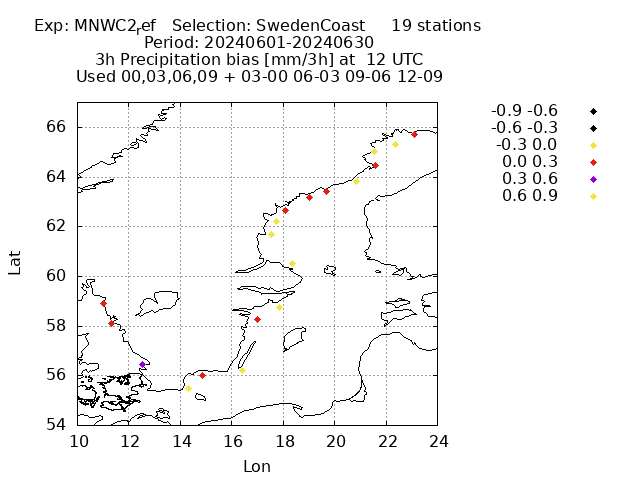 Exp: MNWC2ref   Selection: SwedenCoast     19 stations
Period: 20240601-20240630
3h Precipitation bias [mm/3h] at  12 UTC
Used 00,03,06,09 + 03-00 06-03 09-06 12-09
-0.9 -0.6
-0.6 -0.3
-0.3 0.0
0.0 0.3
0.3 0.6
0.6 0.9
66
64
62
60
58
56
54
Lat
10 12 14 16 18 20 22 24
Lon